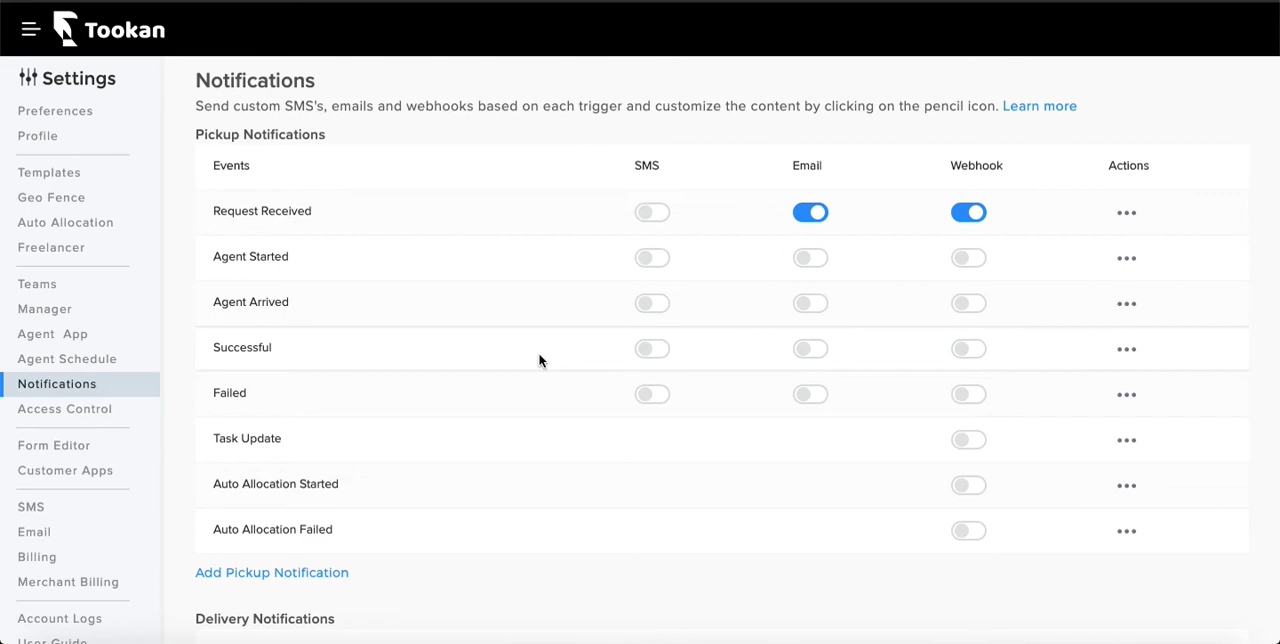 Tookan
Settings
Preferences
Profile
Templates
Geo Fence
Auto Allocation
Freelancer
Teams
Manager
Agent App
Agent Schedule
Notifications
Access Control
Form Editor
Customer Apps
SMS
Email
Billing
Merchant Billing
Account Logs
User Guide
Notifications
Send custom SMS's, emails and webhooks based on each trigger and customize the content by clicking on the pencil icon. Learn more
Pickup Notifications
Events SMS Email Webhook Actions
Request Received
Agent Started
Agent Arrived
Successful
Failed
Task Update
Auto Allocation Started
Auto Allocation Failed
Add Pickup Notification
Delivery Notifications